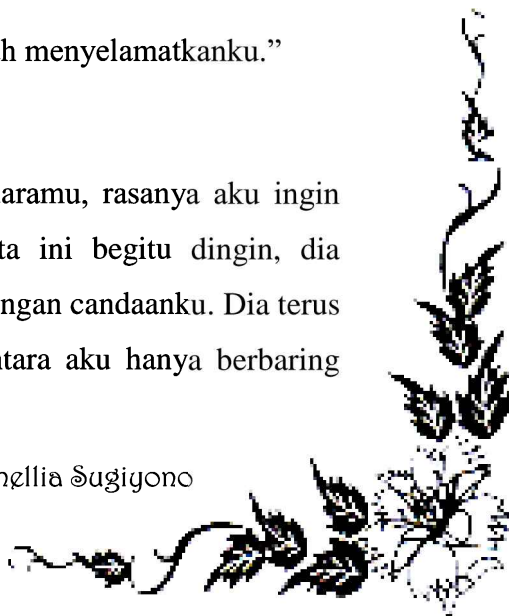 h menyelamatkanku.”
aramu, rasanya aku ingin
ta ini begitu dingin, dia
ngan candaanku. Dia terus
ntara aku hanya berbaring
nellia Sugiyono